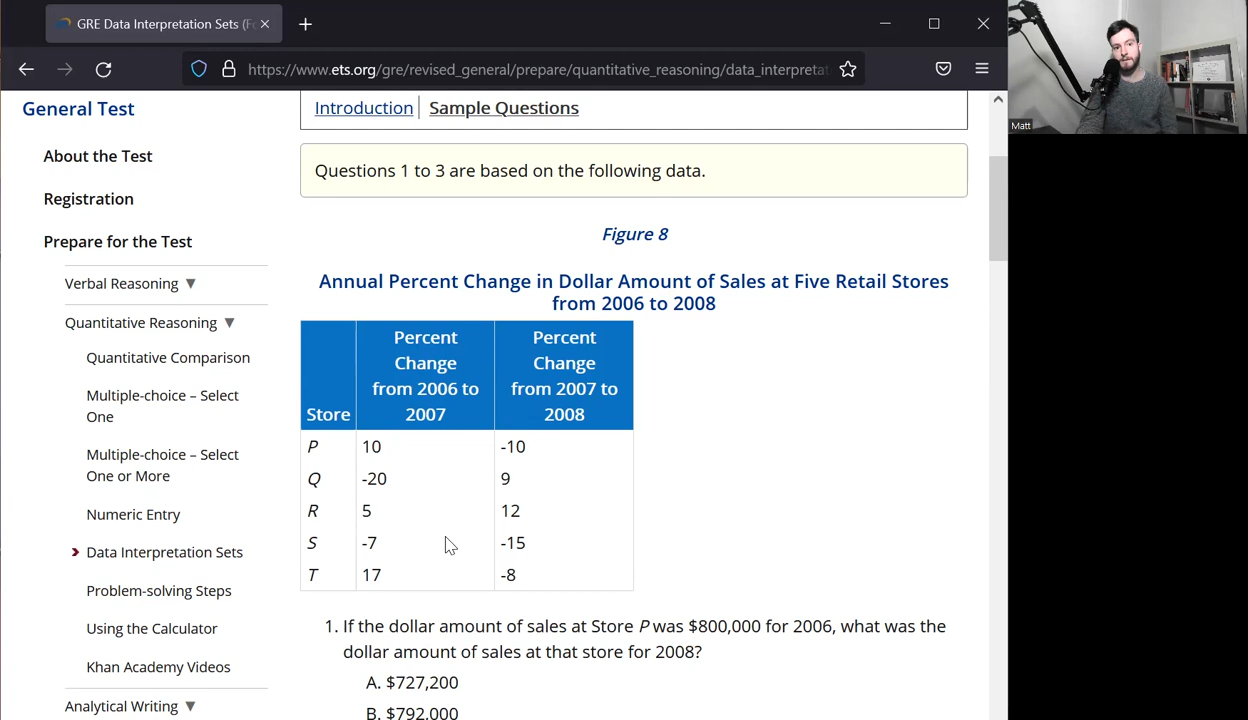 GRE Data Interpretation Sets (Fo
https://www.ets.org/gre/revised_general/prepare/quantitative_reasoning/data_interpretat
Matt
General Test
About the Test
Registration
Prepare for the Test
Verbal Reasoning ▼
Quantitative Reasoning ▼
Quantitative Comparison
Multiple-choice – Select
One
Multiple-choice – Select
One or More
Numeric Entry
Data Interpretation Sets
Problem-solving Steps
Using the Calculator
Khan Academy Videos
Analytical Writing ▼
Introduction | Sample Questions
Questions 1 to 3 are based on the following data.
Figure 8
Annual Percent Change in Dollar Amount of Sales at Five Retail Stores
from 2006 to 2008
Store Percent Change from 2006 to 2007 Percent Change from 2007 to 2008
P 10 -10
Q -20 9
R 5 12
S -7 -15
T 17 -8
1. If the dollar amount of sales at Store P was $800,000 for 2006, what was the
dollar amount of sales at that store for 2008?
A. $727,200
B. $792,000